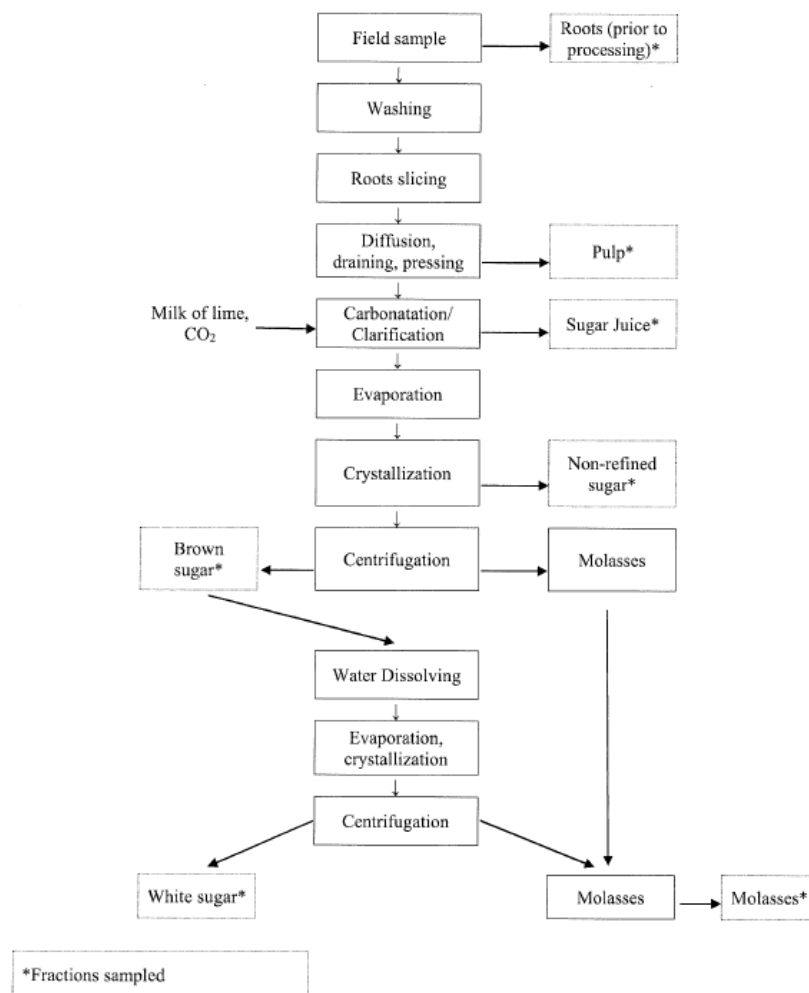 Field sample
Roots (prior to
processing)*
Washing
Roots slicing
Diffusion,
draining, pressing
Pulp*
Milk of lime,
CO₂
Carbonatation/
Clarification
Sugar Juice*
Evaporation
Crystallization
Non-refined
sugar*
Brown
sugar*
Centrifugation
Molasses
Water Dissolving
Evaporation,
crystallization
Centrifugation
White sugar*
Molasses
Molasses*
*Fractions sampled